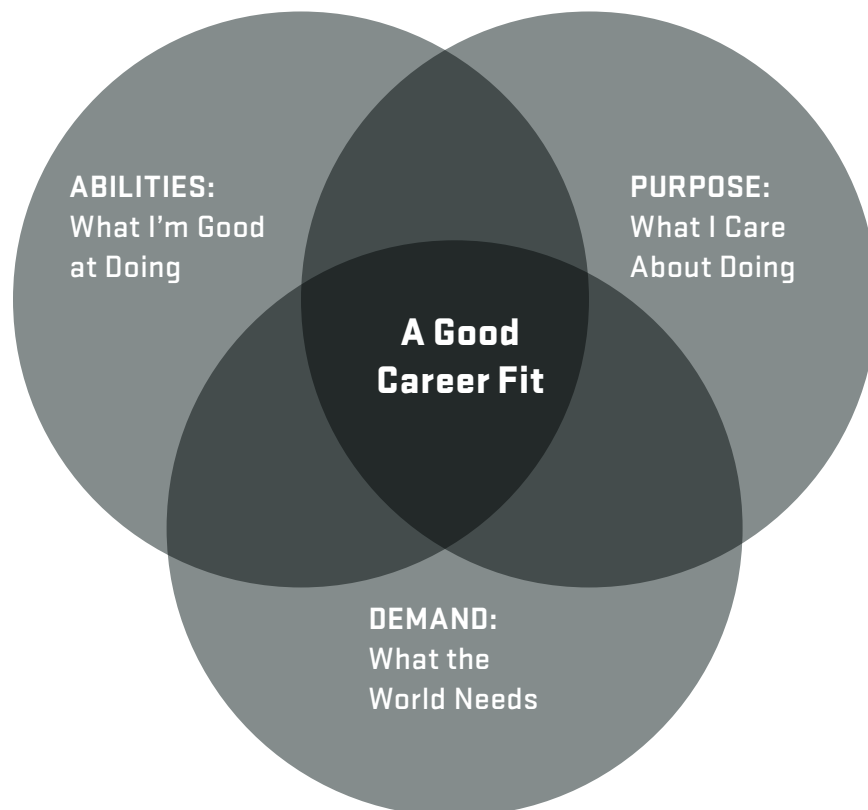 ABILITIES:
What I’m Good
at Doing
PURPOSE:
What I Care
About Doing
A Good
Career Fit
DEMAND:
What the
World Needs